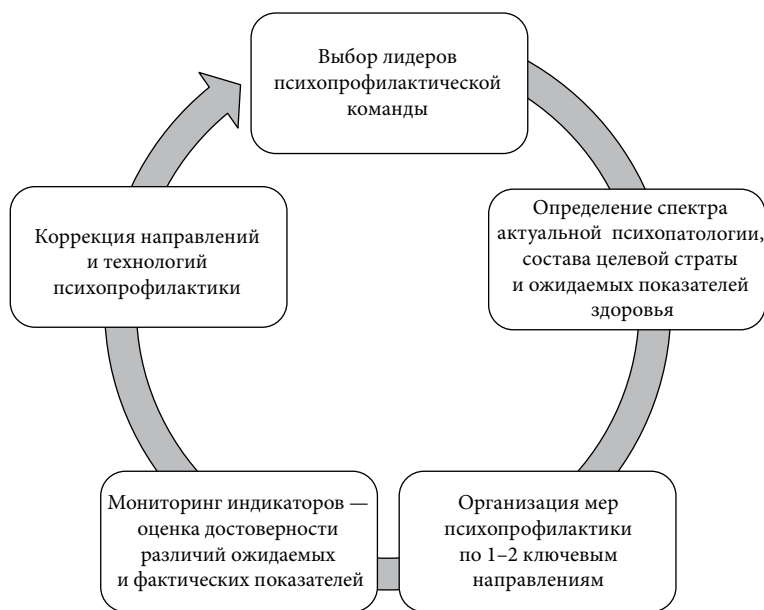 Выбор лидеров
психопрофилактической
команды
Определение спектра
актуальной психопатологии,
состава целевой страты
и ожидаемых показателей
здоровья
Организация мер
психопрофилактики
по 1–2 ключевым
направлениям
Мониторинг индикаторов —
оценка достоверности
различий ожидаемых
и фактических показателей
Коррекция направлений
и технологий
психопрофилактики